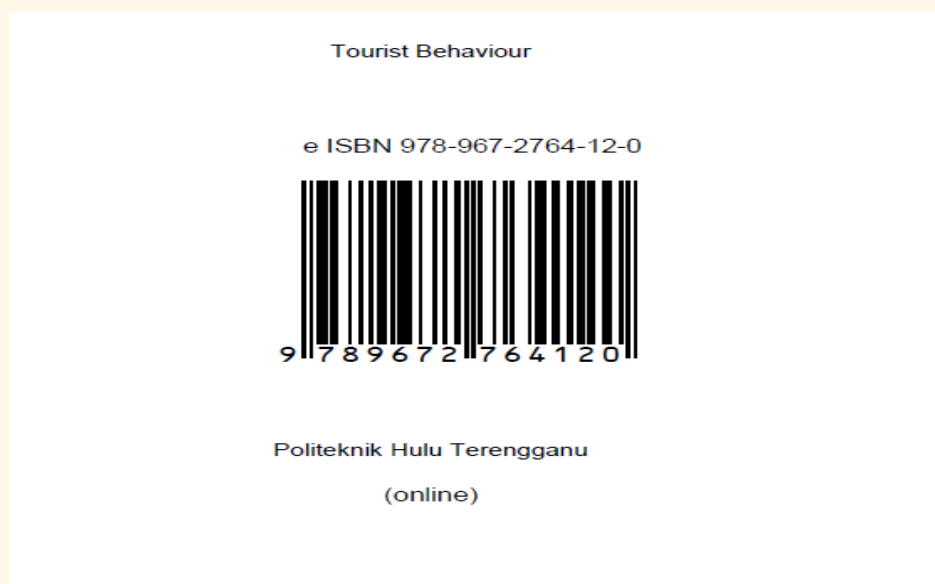 Tourist Behaviour
e ISBN 978-967-2764-12-0
9 789672 764120
Politeknik Hulu Terengganu
(online)